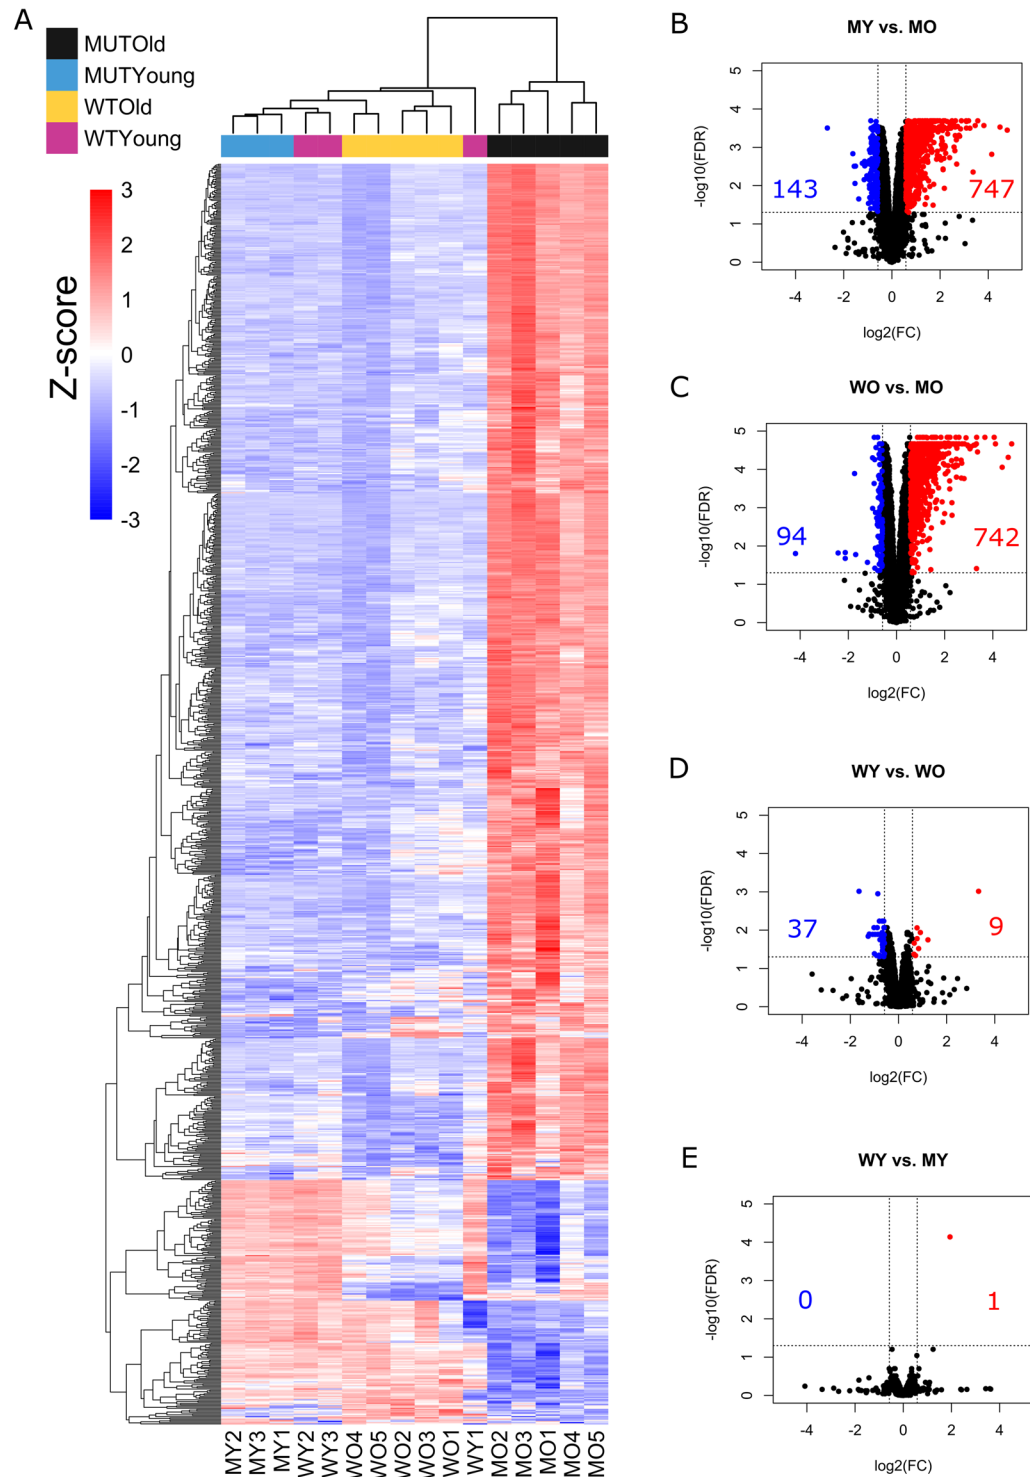 A
MUTOld
MUTYoung
WTOld
WTYoung
Z-score
3
2
1
0
-1
-2
-3
MY2 MY3 MY1 WY2 WY3 WO4 WO5 WO2 WO3 WO1 WY1 MO2 MO3 MO1 MO4 MO5
B
MY vs. MO
-log10(FDR)
5
4
3
2
1
0
143
747
-4 -2 0 2 4
log2(FC)
C
WO vs. MO
-log10(FDR)
5
4
3
2
1
0
94
742
-4 -2 0 2 4
log2(FC)
D
WY vs. WO
-log10(FDR)
5
4
3
2
1
0
37
9
-4 -2 0 2 4
log2(FC)
E
WY vs. MY
-log10(FDR)
5
4
3
2
1
0
0
1
-4 -2 0 2 4
log2(FC)